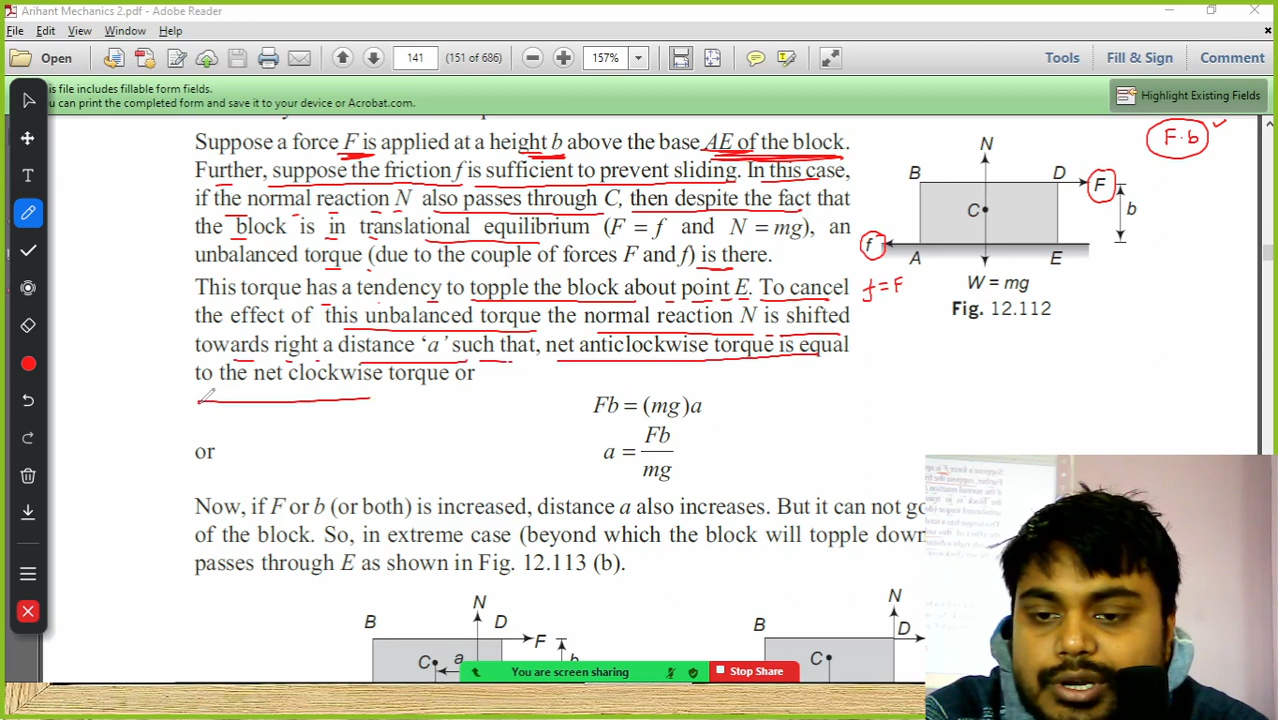 Arihant Mechanics 2.pdf - Adobe Reader
File Edit View Window Help
Open 141 (151 of 686) 157% Tools Fill & Sign Comment
is file includes fillable form fields.
u can print the completed form and save it to your device or Acrobat.com.
Highlight Existing Fields
Suppose a force F is applied at a height b above the base AE of the block.
Further, suppose the friction f is sufficient to prevent sliding. In this case,
if the normal reaction N also passes through C, then despite the fact that
the block is in translational equilibrium (F = f and N = mg), an
unbalanced torque (due to the couple of forces F and f) is there.
This torque has a tendency to topple the block about point E. To cancel
the effect of this unbalanced torque the normal reaction N is shifted
towards right a distance ‘a’ such that, net anticlockwise torque is equal
to the net clockwise torque or
Fb = (mg)a
or a = Fb/mg
Now, if F or b (or both) is increased, distance a also increases. But it can not go
of the block. So, in extreme case (beyond which the block will topple down
passes through E as shown in Fig. 12.113 (b).
F·b
N
B D F
C b
f A E
f = F
W = mg
Fig. 12.112
N
B D F
C a b
N
B D
C
You are screen sharing
Stop Share